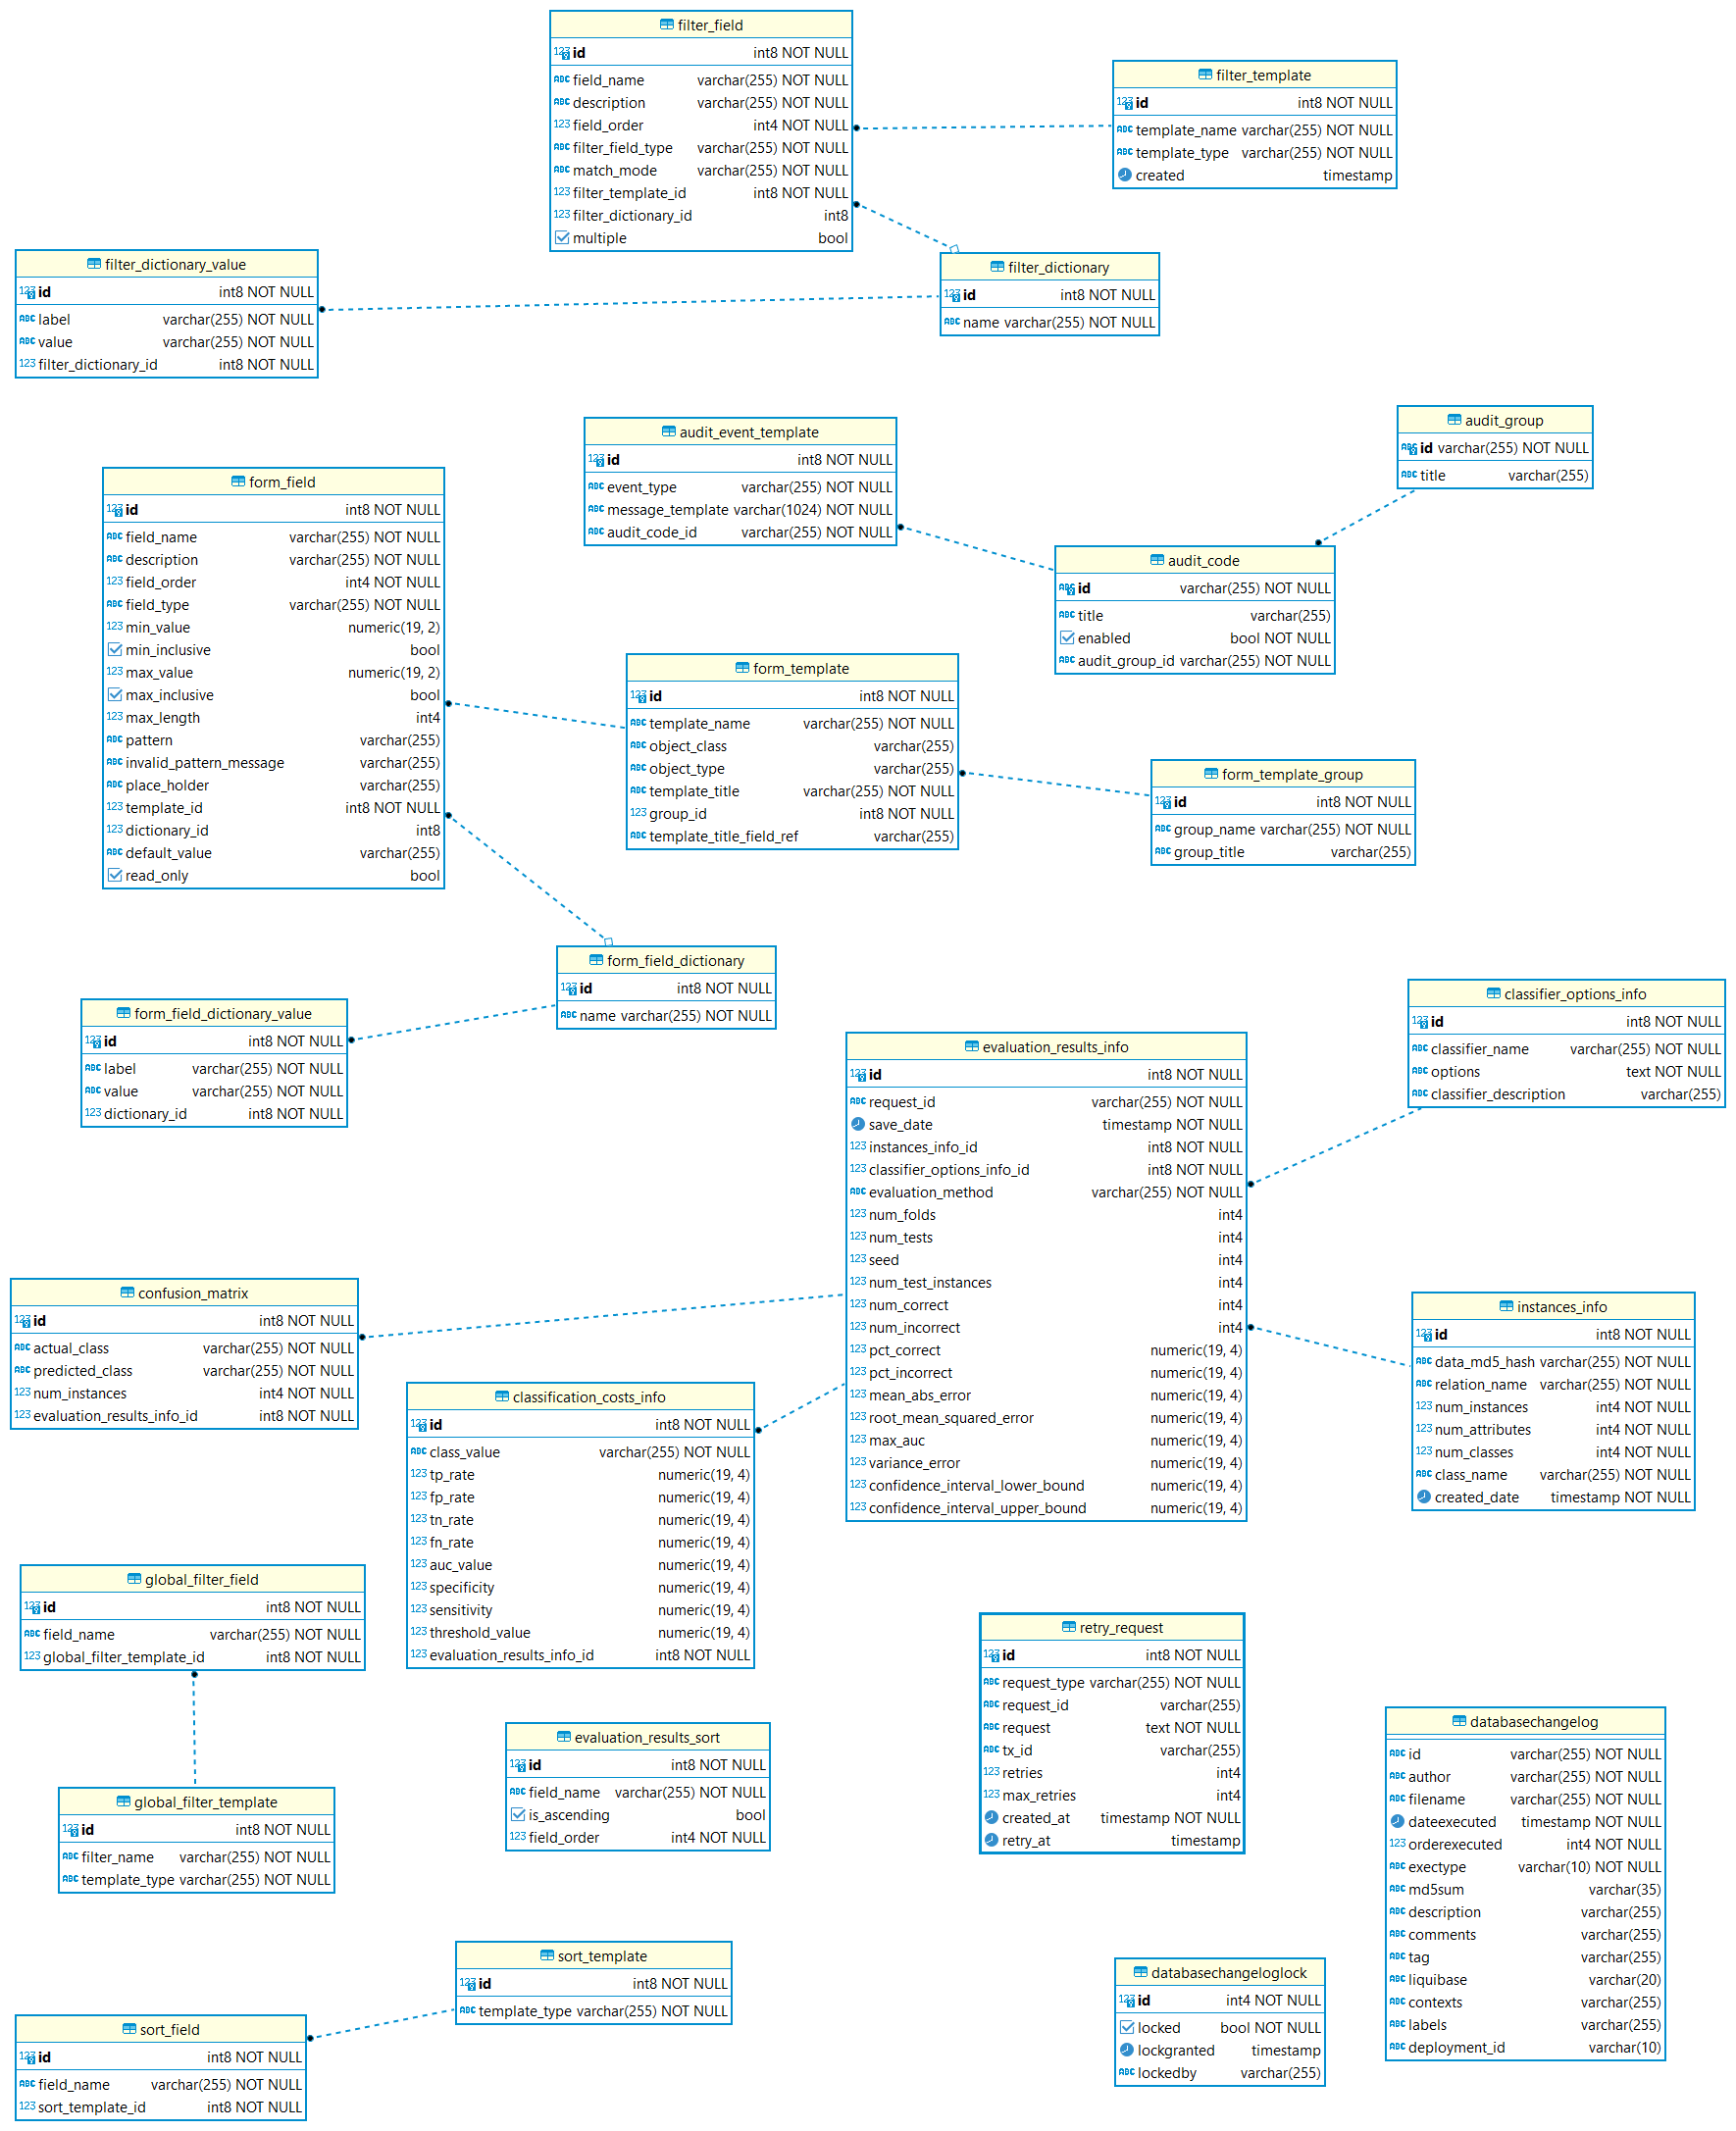 filter_field
id int8 NOT NULL
field_name varchar(255) NOT NULL
description varchar(255) NOT NULL
field_order int4 NOT NULL
filter_field_type varchar(255) NOT NULL
match_mode varchar(255) NOT NULL
filter_template_id int8 NOT NULL
filter_dictionary_id int8
multiple bool
filter_template
id int8 NOT NULL
template_name varchar(255) NOT NULL
template_type varchar(255) NOT NULL
created timestamp
filter_dictionary_value
id int8 NOT NULL
label varchar(255) NOT NULL
value varchar(255) NOT NULL
filter_dictionary_id int8 NOT NULL
filter_dictionary
id int8 NOT NULL
name varchar(255) NOT NULL
audit_event_template
id int8 NOT NULL
event_type varchar(255) NOT NULL
message_template varchar(1024) NOT NULL
audit_code_id varchar(255) NOT NULL
audit_group
id varchar(255) NOT NULL
title varchar(255)
audit_code
id varchar(255) NOT NULL
title varchar(255)
enabled bool NOT NULL
audit_group_id varchar(255) NOT NULL
form_field
id int8 NOT NULL
field_name varchar(255) NOT NULL
description varchar(255) NOT NULL
field_order int4 NOT NULL
field_type varchar(255) NOT NULL
min_value numeric(19, 2)
min_inclusive bool
max_value numeric(19, 2)
max_inclusive bool
max_length int4
pattern varchar(255)
invalid_pattern_message varchar(255)
place_holder varchar(255)
template_id int8 NOT NULL
dictionary_id int8
default_value varchar(255)
read_only bool
form_template
id int8 NOT NULL
template_name varchar(255) NOT NULL
object_class varchar(255)
object_type varchar(255)
template_title varchar(255) NOT NULL
group_id int8 NOT NULL
template_title_field_ref varchar(255)
form_template_group
id int8 NOT NULL
group_name varchar(255) NOT NULL
group_title varchar(255)
form_field_dictionary
id int8 NOT NULL
name varchar(255) NOT NULL
form_field_dictionary_value
id int8 NOT NULL
label varchar(255) NOT NULL
value varchar(255) NOT NULL
dictionary_id int8 NOT NULL
classifier_options_info
id int8 NOT NULL
classifier_name varchar(255) NOT NULL
options text NOT NULL
classifier_description varchar(255)
evaluation_results_info
id int8 NOT NULL
request_id varchar(255) NOT NULL
save_date timestamp NOT NULL
instances_info_id int8 NOT NULL
classifier_options_info_id int8 NOT NULL
evaluation_method varchar(255) NOT NULL
num_folds int4
num_tests int4
seed int4
num_test_instances int4
num_correct int4
num_incorrect int4
pct_correct numeric(19, 4)
pct_incorrect numeric(19, 4)
mean_abs_error numeric(19, 4)
root_mean_squared_error numeric(19, 4)
max_auc numeric(19, 4)
variance_error numeric(19, 4)
confidence_interval_lower_bound numeric(19, 4)
confidence_interval_upper_bound numeric(19, 4)
confusion_matrix
id int8 NOT NULL
actual_class varchar(255) NOT NULL
predicted_class varchar(255) NOT NULL
num_instances int4 NOT NULL
evaluation_results_info_id int8 NOT NULL
instances_info
id int8 NOT NULL
data_md5_hash varchar(255) NOT NULL
relation_name varchar(255) NOT NULL
num_instances int4 NOT NULL
num_attributes int4 NOT NULL
num_classes int4 NOT NULL
class_name varchar(255) NOT NULL
created_date timestamp NOT NULL
classification_costs_info
id int8 NOT NULL
class_value varchar(255) NOT NULL
tp_rate numeric(19, 4)
fp_rate numeric(19, 4)
tn_rate numeric(19, 4)
fn_rate numeric(19, 4)
auc_value numeric(19, 4)
specificity numeric(19, 4)
sensitivity numeric(19, 4)
threshold_value numeric(19, 4)
evaluation_results_info_id int8 NOT NULL
global_filter_field
id int8 NOT NULL
field_name varchar(255) NOT NULL
global_filter_template_id int8 NOT NULL
retry_request
id int8 NOT NULL
request_type varchar(255) NOT NULL
request_id varchar(255)
request text NOT NULL
tx_id varchar(255)
retries int4
max_retries int4
created_at timestamp NOT NULL
retry_at timestamp
databasechangelog
id varchar(255) NOT NULL
author varchar(255) NOT NULL
filename varchar(255) NOT NULL
dateexecuted timestamp NOT NULL
orderexecuted int4 NOT NULL
exectype varchar(10) NOT NULL
md5sum varchar(35)
description varchar(255)
comments varchar(255)
tag varchar(255)
liquibase varchar(20)
contexts varchar(255)
labels varchar(255)
deployment_id varchar(10)
evaluation_results_sort
id int8 NOT NULL
field_name varchar(255) NOT NULL
is_ascending bool
field_order int4 NOT NULL
global_filter_template
id int8 NOT NULL
filter_name varchar(255) NOT NULL
template_type varchar(255) NOT NULL
sort_template
id int8 NOT NULL
template_type varchar(255) NOT NULL
databasechangeloglock
id int4 NOT NULL
locked bool NOT NULL
lockgranted timestamp
lockedby varchar(255)
sort_field
id int8 NOT NULL
field_name varchar(255) NOT NULL
sort_template_id int8 NOT NULL